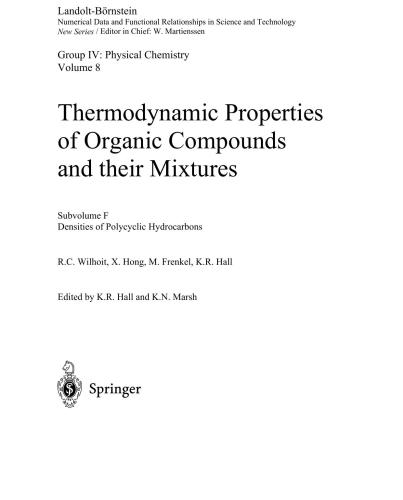 Landolt-Börnstein
Numerical Data and Functional Relationships in Science and Technology
New Series / Editor in Chief: W. Martienssen
Group IV: Physical Chemistry
Volume 8
Thermodynamic Properties
of Organic Compounds
and their Mixtures
Subvolume F
Densities of Polycyclic Hydrocarbons
R.C. Wilhoit, X. Hong, M. Frenkel, K.R. Hall
Edited by K.R. Hall and K.N. Marsh
Springer